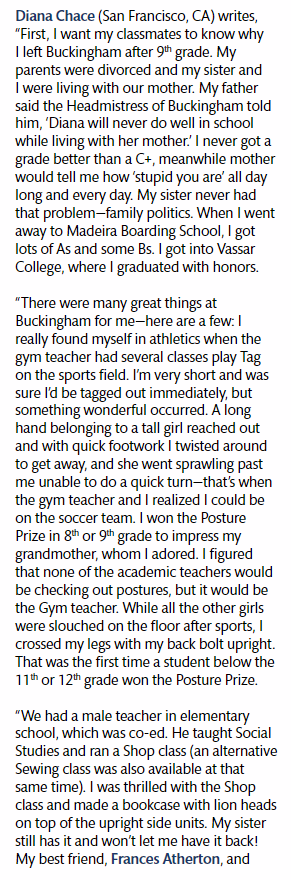 Diana Chace (San Francisco, CA) writes,
“First, I want my classmates to know why
I left Buckingham after 9th grade. My
parents were divorced and my sister and
I were living with our mother. My father
said the Headmistress of Buckingham told
him, ‘Diana will never do well in school
while living with her mother.’ I never got a
grade better than a C+, meanwhile mother
would tell me how ‘stupid you are’ all day
long and every day. My sister never had
that problem—family politics. When I went
away to Madeira Boarding School, I got
lots of As and some Bs. I got into Vassar
College, where I graduated with honors.

“There were many great things at
Buckingham for me—here are a few: I
really found myself in athletics when the
gym teacher had several classes play Tag
on the sports field. I’m very short and was
sure I’d be tagged out immediately, but
something wonderful occurred. A long
hand belonging to a tall girl reached out
and with quick footwork I twisted around
to get away, and she went sprawling past
me unable to do a quick turn—that’s when
the gym teacher and I realized I could be
on the soccer team. I won the Posture
Prize in 8th or 9th grade to impress my
grandmother, whom I adored. I figured
that none of the academic teachers would
be checking out postures, but it would be
the Gym teacher. While all the other girls
were slouched on the floor after sports, I
crossed my legs with my back bolt upright.
That was the first time a student below the
11th or 12th grade won the Posture Prize.

“We had a male teacher in elementary
school, which was co-ed. He taught Social
Studies and ran a Shop class (an alternative
Sewing class was also available at that
same time). I was thrilled with the Shop
class and made a bookcase with lion heads
on top of the upright side units. My sister
still has it and won’t let me have it back!
My best friend, Frances Atherton, and